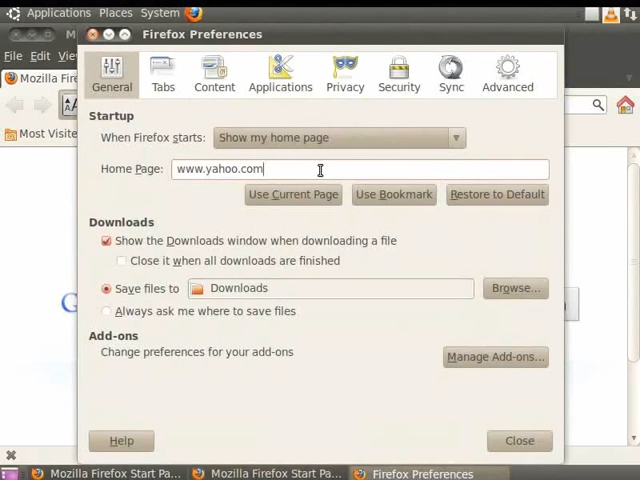 Applications Places System
Firefox Preferences
File Edit
Mozilla Fire
General Tabs Content Applications Privacy Security Sync Advanced
Most Visite
Startup
When Firefox starts: Show my home page
Home Page: www.yahoo.com
Use Current Page Use Bookmark Restore to Default
Downloads
Show the Downloads window when downloading a file
Close it when all downloads are finished
Save files to Downloads Browse...
Always ask me where to save files
Add-ons
Change preferences for your add-ons
Manage Add-ons...
Help Close
Mozilla Firefox Start Pa... Mozilla Firefox Start Pa... Firefox Preferences